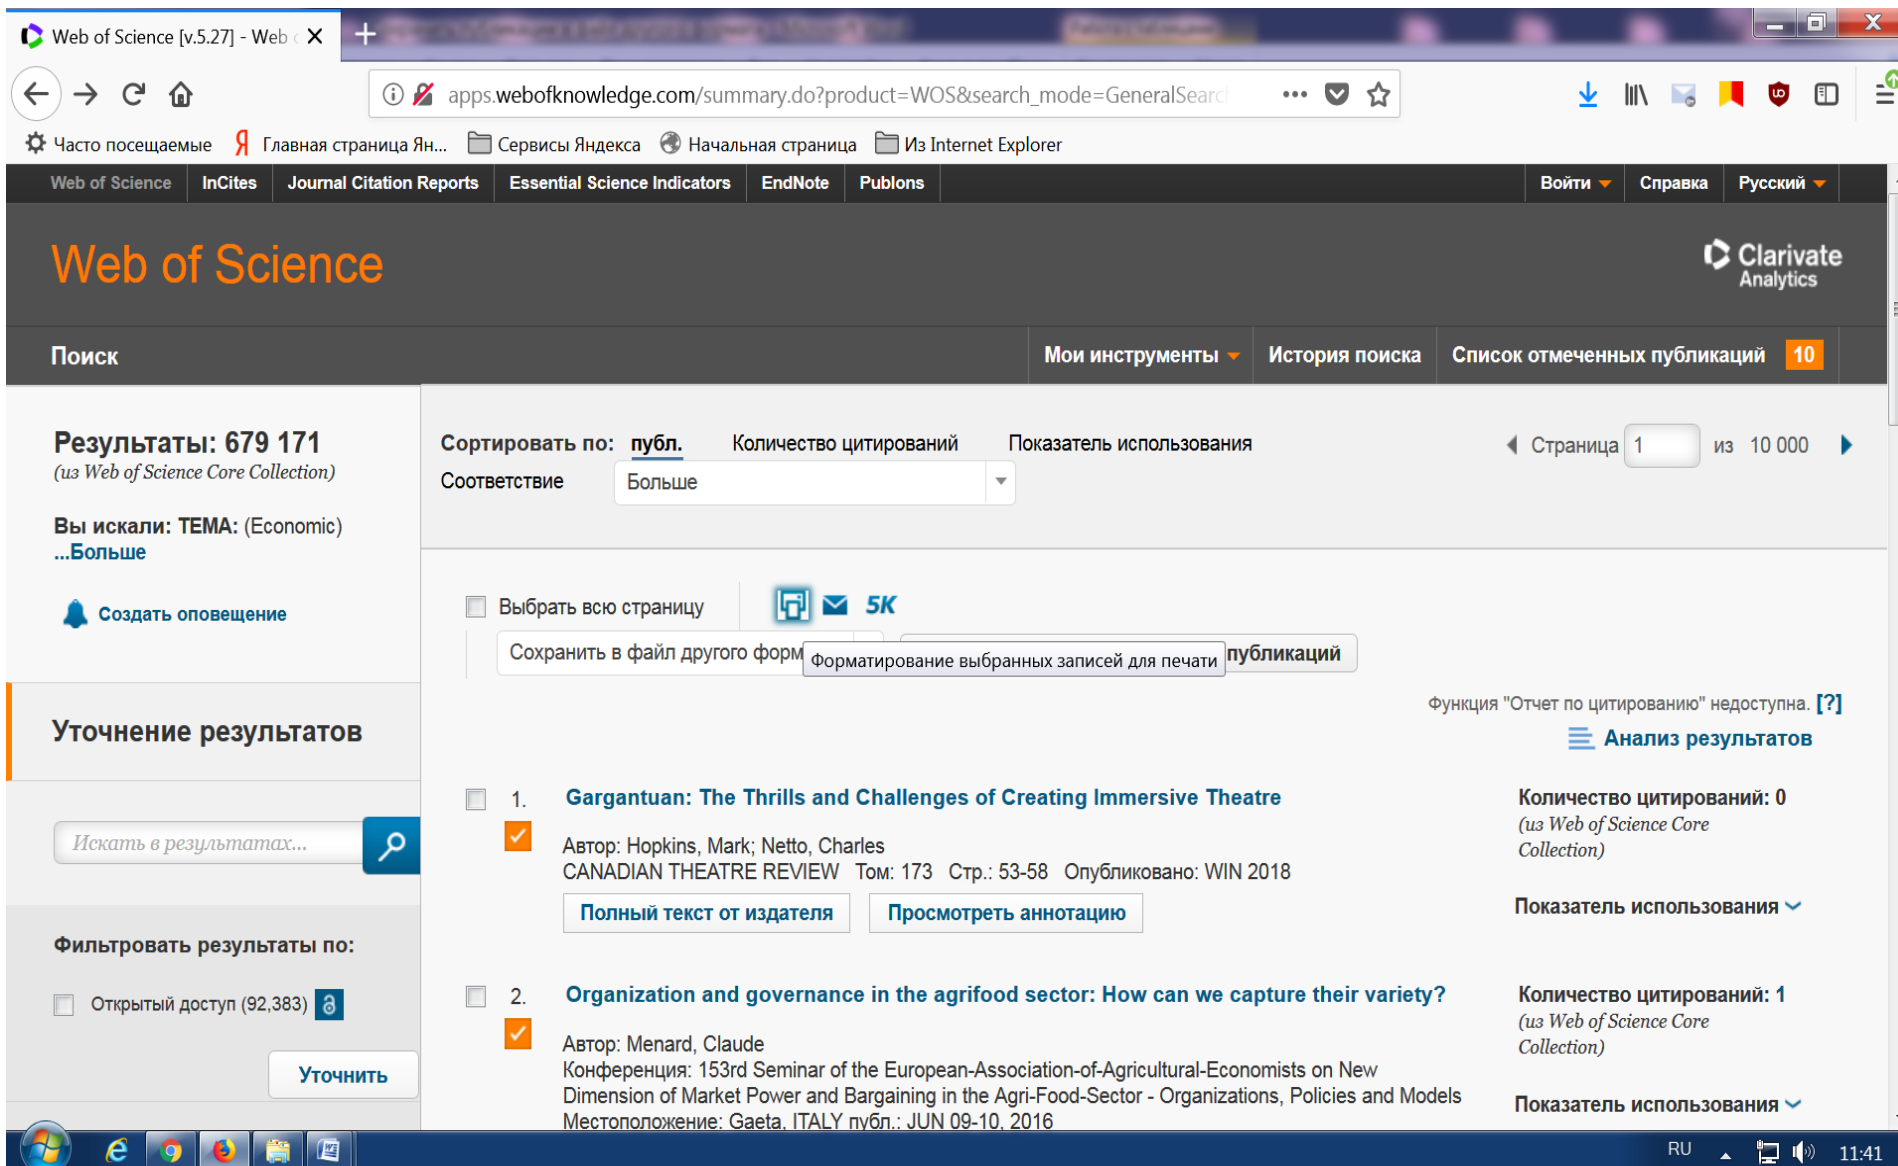 Web of Science [v.5.27] - Web
apps.webofknowledge.com/summary.do?product=WOS&search_mode=GeneralSearc
Часто посещаемые Главная страница Ян... Сервисы Яндекса Начальная страница Из Internet Explorer
Web of Science InCites Journal Citation Reports Essential Science Indicators EndNote Publons Войти Справка Русский
Web of Science
Clarivate
Analytics
Поиск Мои инструменты История поиска Список отмеченных публикаций 10
Результаты: 679 171
(из Web of Science Core Collection)
Вы искали: ТЕМА: (Economic)
...Больше
Создать оповещение
Сортировать по: публ. Количество цитирований Показатель использования
Соответствие Больше
Страница 1 из 10 000
Выбрать всю страницу 5K
Сохранить в файл другого форм
Форматирование выбранных записей для печати
публикаций
Функция "Отчет по цитированию" недоступна. [?]
Анализ результатов
Уточнение результатов
Искать в результатах...
Фильтровать результаты по:
Открытый доступ (92,383)
Уточнить
1. Gargantuan: The Thrills and Challenges of Creating Immersive Theatre
Автор: Hopkins, Mark; Netto, Charles
CANADIAN THEATRE REVIEW Том: 173 Стр.: 53-58 Опубликовано: WIN 2018
Полный текст от издателя Просмотреть аннотацию
Количество цитирований: 0
(из Web of Science Core
Collection)
Показатель использования
2. Organization and governance in the agrifood sector: How can we capture their variety?
Автор: Menard, Claude
Конференция: 153rd Seminar of the European-Association-of-Agricultural-Economists on New
Dimension of Market Power and Bargaining in the Agri-Food-Sector - Organizations, Policies and Models
Местоположение: Gaeta, ITALY публ.: JUN 09-10, 2016
Количество цитирований: 1
(из Web of Science Core
Collection)
Показатель использования
RU 11:41